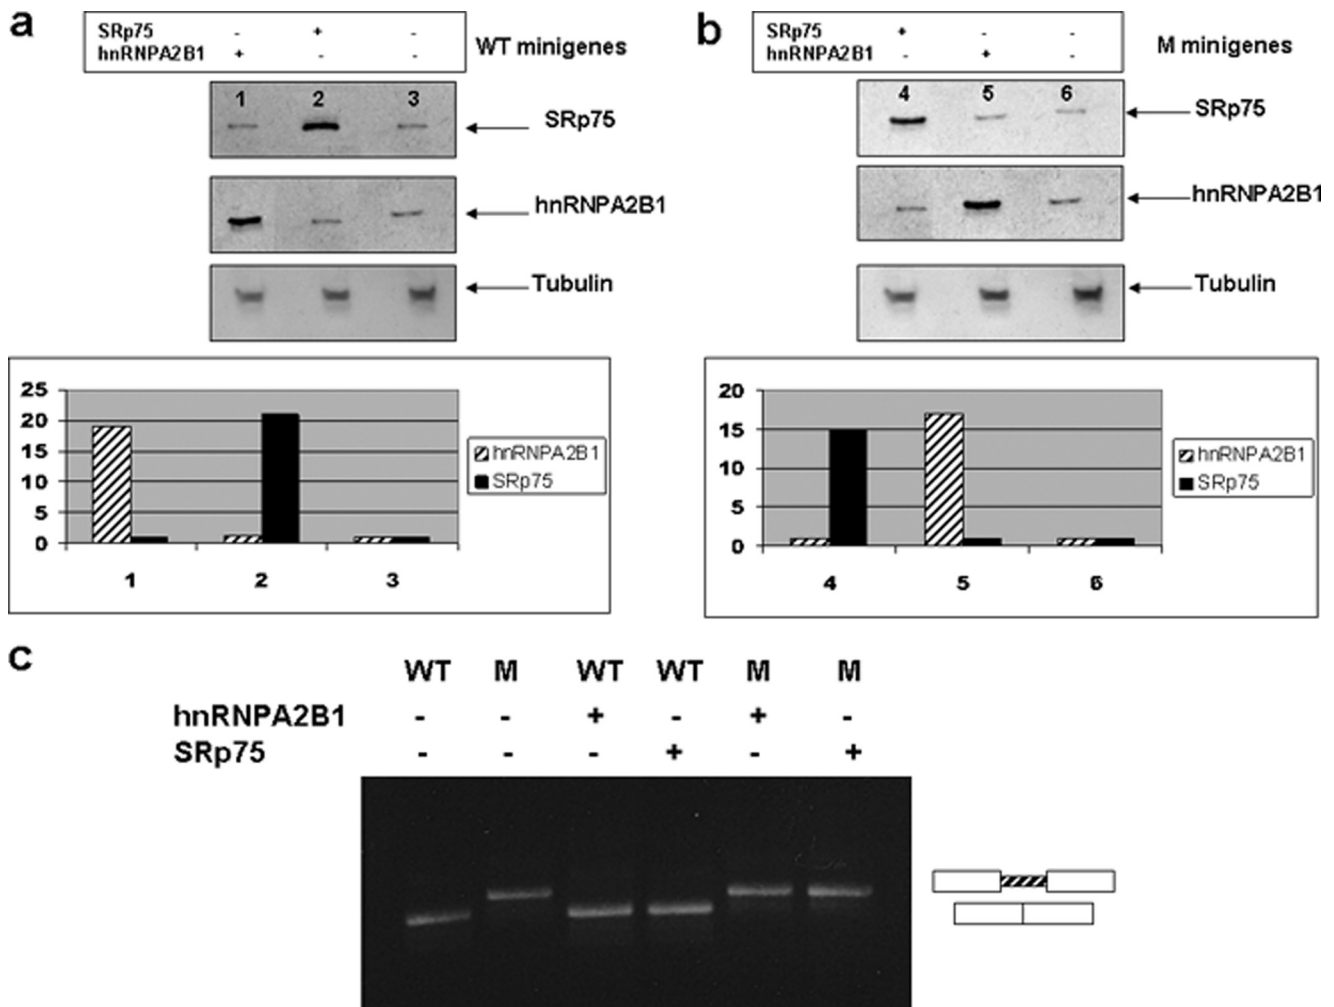 a
SRp75 - + -
hnRNPA2B1 + - -
WT minigenes
1 2 3
SRp75
hnRNPA2B1
Tubulin
25
20
15
10
5
0
1 2 3
hnRNPA2B1
SRp75
b
SRp75 + - -
hnRNPA2B1 - + -
M minigenes
4 5 6
SRp75
hnRNPA2B1
Tubulin
20
15
10
5
0
4 5 6
hnRNPA2B1
SRp75
c
WT M WT WT M M
hnRNPA2B1 - - + - + -
SRp75 - - - + - +